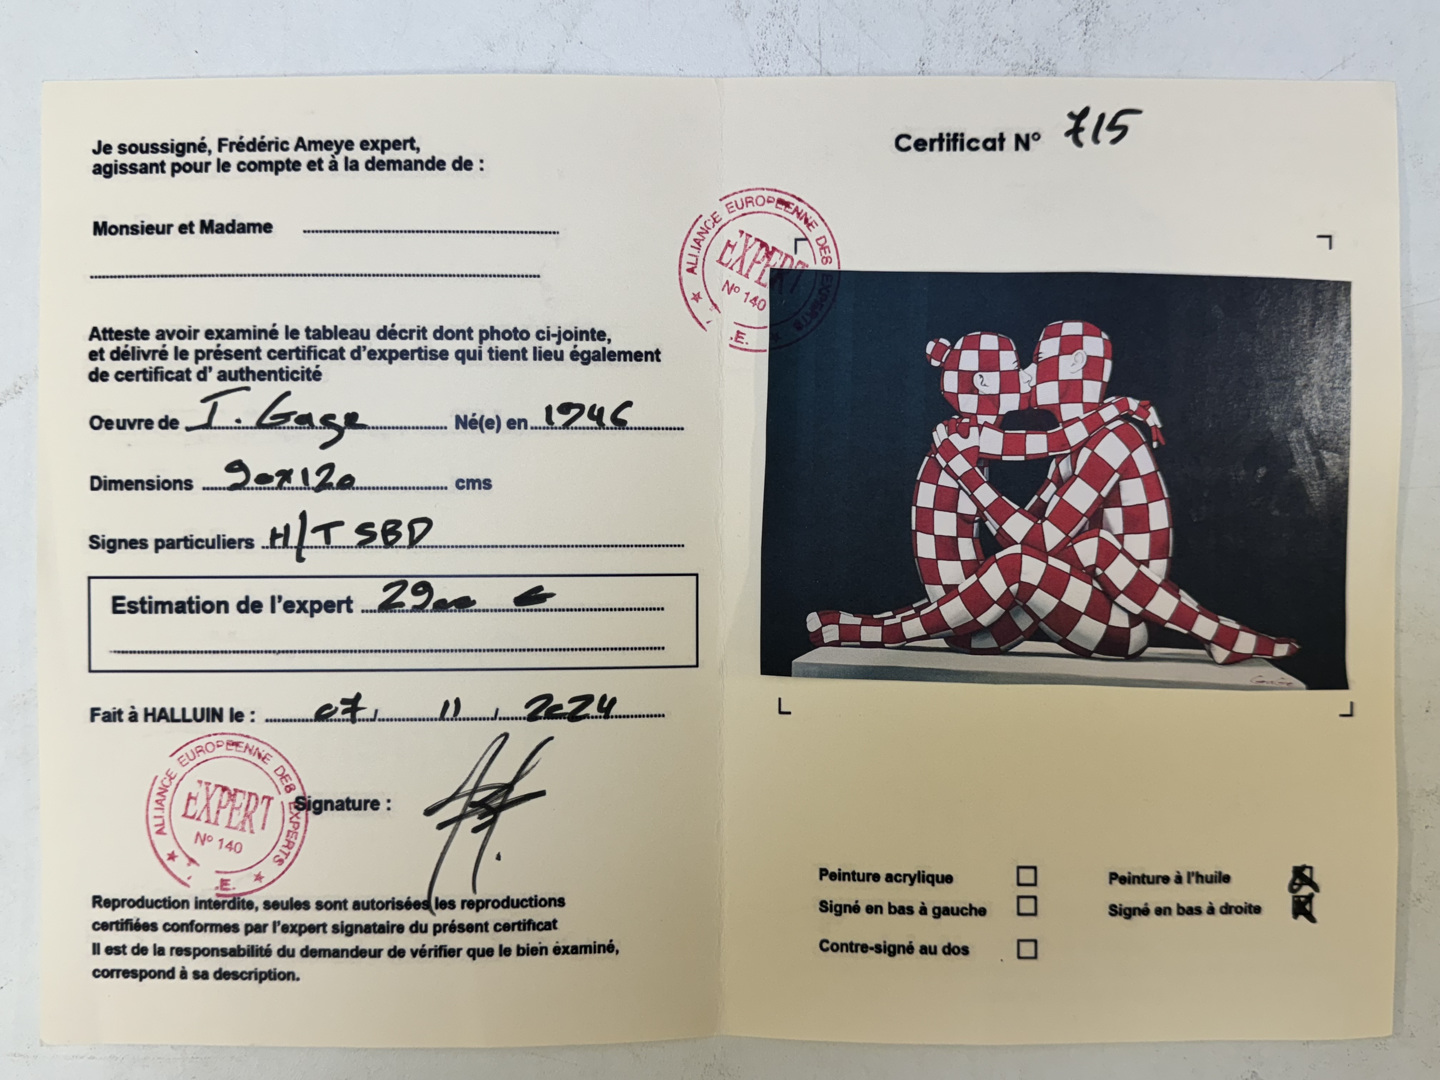 Je soussigné, Frédéric Ameye expert,
agissant pour le compte et à la demande de :
Monsieur et Madame
Atteste avoir examiné le tableau décrit dont photo ci-jointe,
et délivré le présent certificat d'expertise qui tient lieu également
de certificat d' authenticité
Oeuvre de I. Gage Né(e) en 1946
Dimensions 90x120 cms
Signes particuliers H/T SBD
Estimation de l'expert 2900 €
Fait à HALLUIN le : 07 / 11 / 2024
ALLIANCE EUROPEENNE DES EXPERTS
EXPERT
N° 140
Signature :
Reproduction interdite, seules sont autorisées les reproductions
certifiées conformes par l'expert signataire du présent certificat
Il est de la responsabilité du demandeur de vérifier que le bien examiné,
correspond à sa description.
Certificat N° 715
ALLIANCE EUROPEENNE DES EXPERTS
EXPERT
N° 140
Peinture acrylique
Peinture à l'huile
Signé en bas à gauche
Signé en bas à droite
Contre-signé au dos